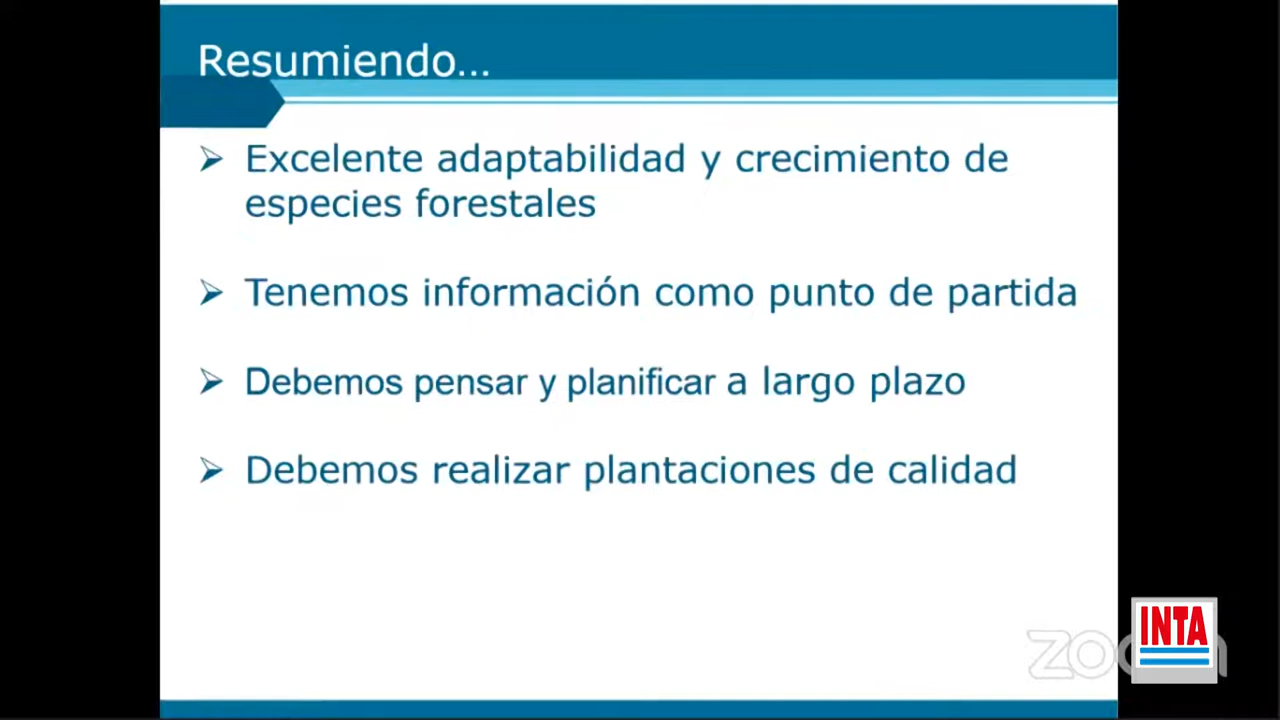 Resumiendo...
Excelente adaptabilidad y crecimiento de
especies forestales
Tenemos información como punto de partida
Debemos pensar y planificar a largo plazo
Debemos realizar plantaciones de calidad
zoom
INTA